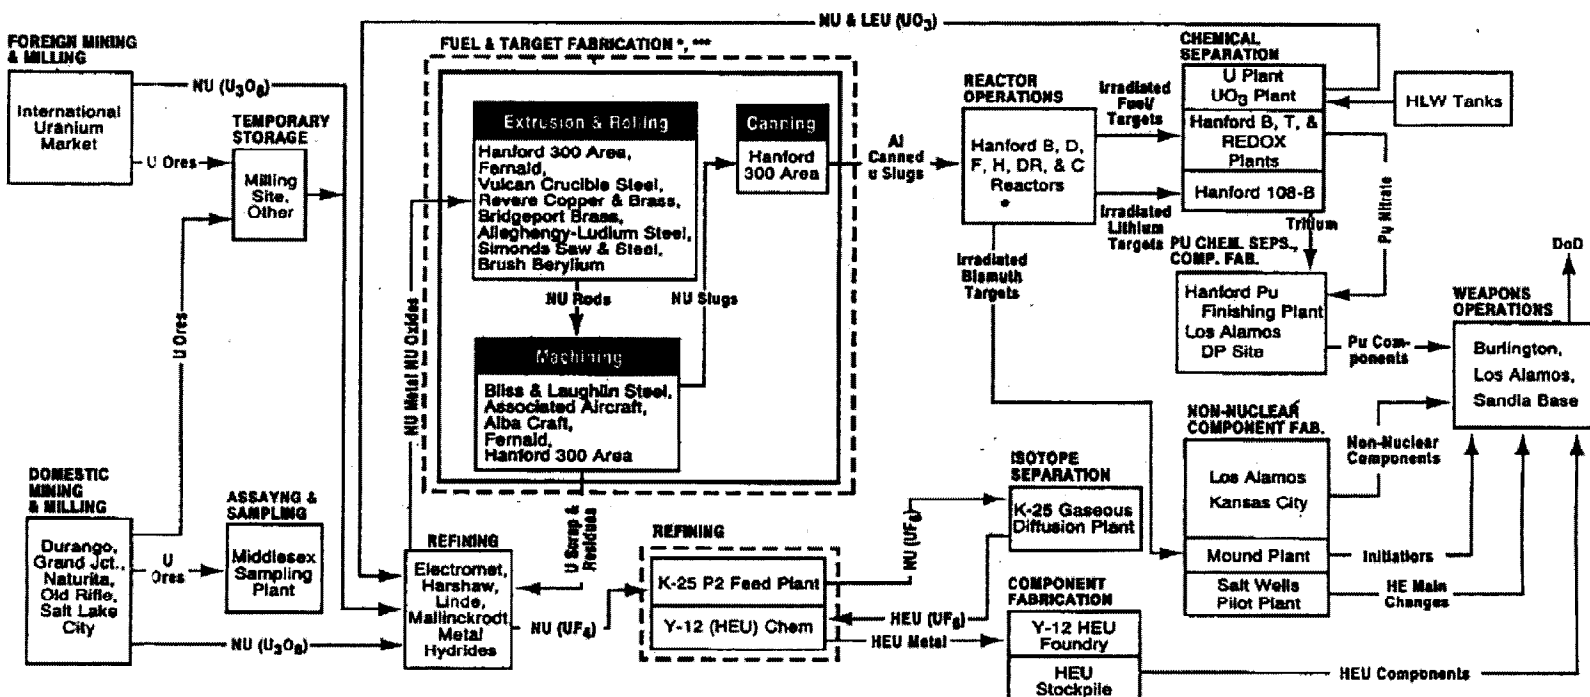 NU & LEU (UO₃)
FOREIGN MINING
& MILLING
International
Uranium
Market
NU (U₃O₈)
U Ores
TEMPORARY
STORAGE
Milling
Site,
Other
U Ores
DOMESTIC
MINING
& MILLING
Durango,
Grand Jct.,
Naturita,
Old Rifle,
Salt Lake
City
U
Ores
NU (U₃O₈)
ASSAYNG &
SAMPLING
Middlesex
Sampling
Plant
FUEL & TARGET FABRICATION *, ***
Extrusion & Rolling
Hanford 300 Area,
Fernald,
Vulcan Crucible Steel,
Revere Copper & Brass,
Bridgeport Brass,
Alleghengy-Ludlum Steel,
Simonds Saw & Steel,
Brush Berylium
NU Rods
NU Slugs
Canning
Hanford
300 Area
Machining
Bliss & Laughlin Steel,
Associated Aircraft,
Alba Craft,
Fernald,
Hanford 300 Area
NU Metal NU Oxides
U Scrap &
Residues
REFINING
Electromet,
Harshaw,
Linde,
Mallinckrodt,
Metal
Hydrides
NU (UF₄)
REFINING
K-25 P2 Feed Plant
Y-12 (HEU) Chem
NU (UF₆)
HEU (UF₆)
HEU Metal
ISOTOPE
SEPARATION
K-25 Gaseous
Diffusion Plant
COMPONENT
FABRICATION
Y-12 HEU
Foundry
HEU
Stockpile
HEU Components
Al
Canned
u Slugs
REACTOR
OPERATIONS
Hanford B, D,
F, H, DR, & C
Reactors
*
Irradiated
Fuel/
Targets
Irradiated
Lithium
Targets
Irradiated
Bismuth
Targets
CHEMICAL
SEPARATION
U Plant
UO₃ Plant
Hanford B, T, &
REDOX
Plants
Hanford 108-B
HLW Tanks
Tritium
Pu Nitrate
PU CHEM. SEPS.,
COMP. FAB.
Hanford Pu
Finishing Plant
Los Alamos
DP Site
Pu Com-
ponents
NON-NUCLEAR
COMPONENT FAB.
Los Alamos
Kansas City
Mound Plant
Salt Wells
Pilot Plant
Non-Nuclear
Components
Initiatiors
HE Main
Changes
DoD
WEAPONS
OPERATIONS
Burlington,
Los Alamos,
Sandia Base